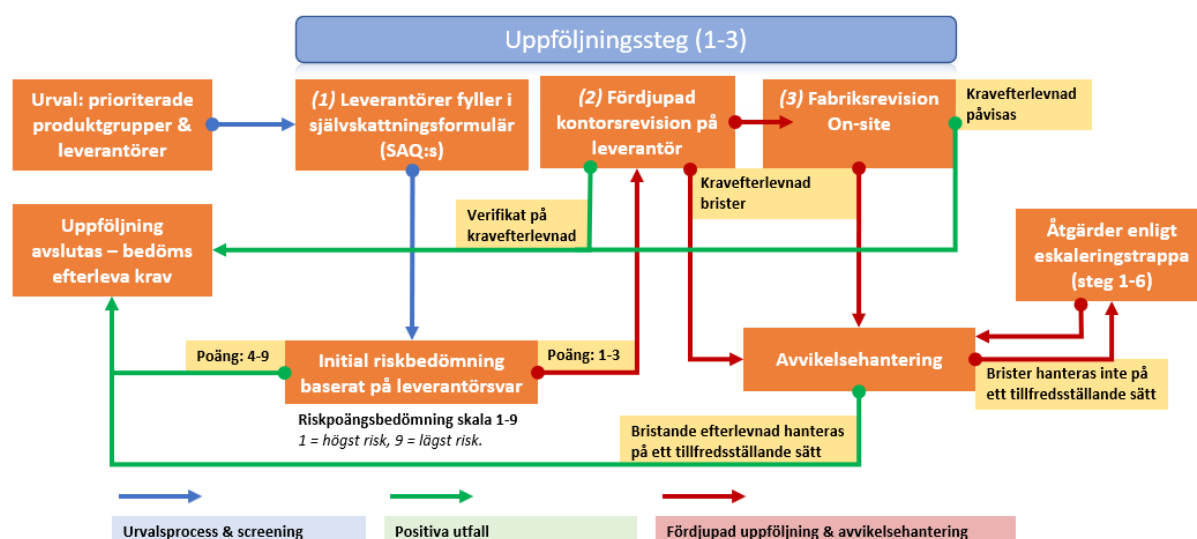 Uppföljningssteg (1-3)
Urval: prioriterade
produktgrupper &
leverantörer
(1) Leverantörer fyller i
självskattningsformulär
(SAQ:s)
(2) Fördjupad
kontorsrevision på
leverantör
(3) Fabriksrevision
On-site
Kravefterlevnad
påvisas
Kravefterlevnad
brister
Verifikat på
kravefterlevnad
Uppföljning
avslutas – bedöms
efterleva krav
Åtgärder enligt
eskaleringstrappa
(steg 1-6)
Poäng: 4-9
Initial riskbedömning
baserat på leverantörsvar
Poäng: 1-3
Avvikelsehantering
Brister hanteras inte på
ett tillfredsställande sätt
Riskpoängsbedömning skala 1-9
1 = högst risk, 9 = lägst risk.
Bristande efterlevnad hanteras
på ett tillfredsställande sätt
Urvalsprocess & screening
Positiva utfall
Fördjupad uppföljning & avvikelsehantering